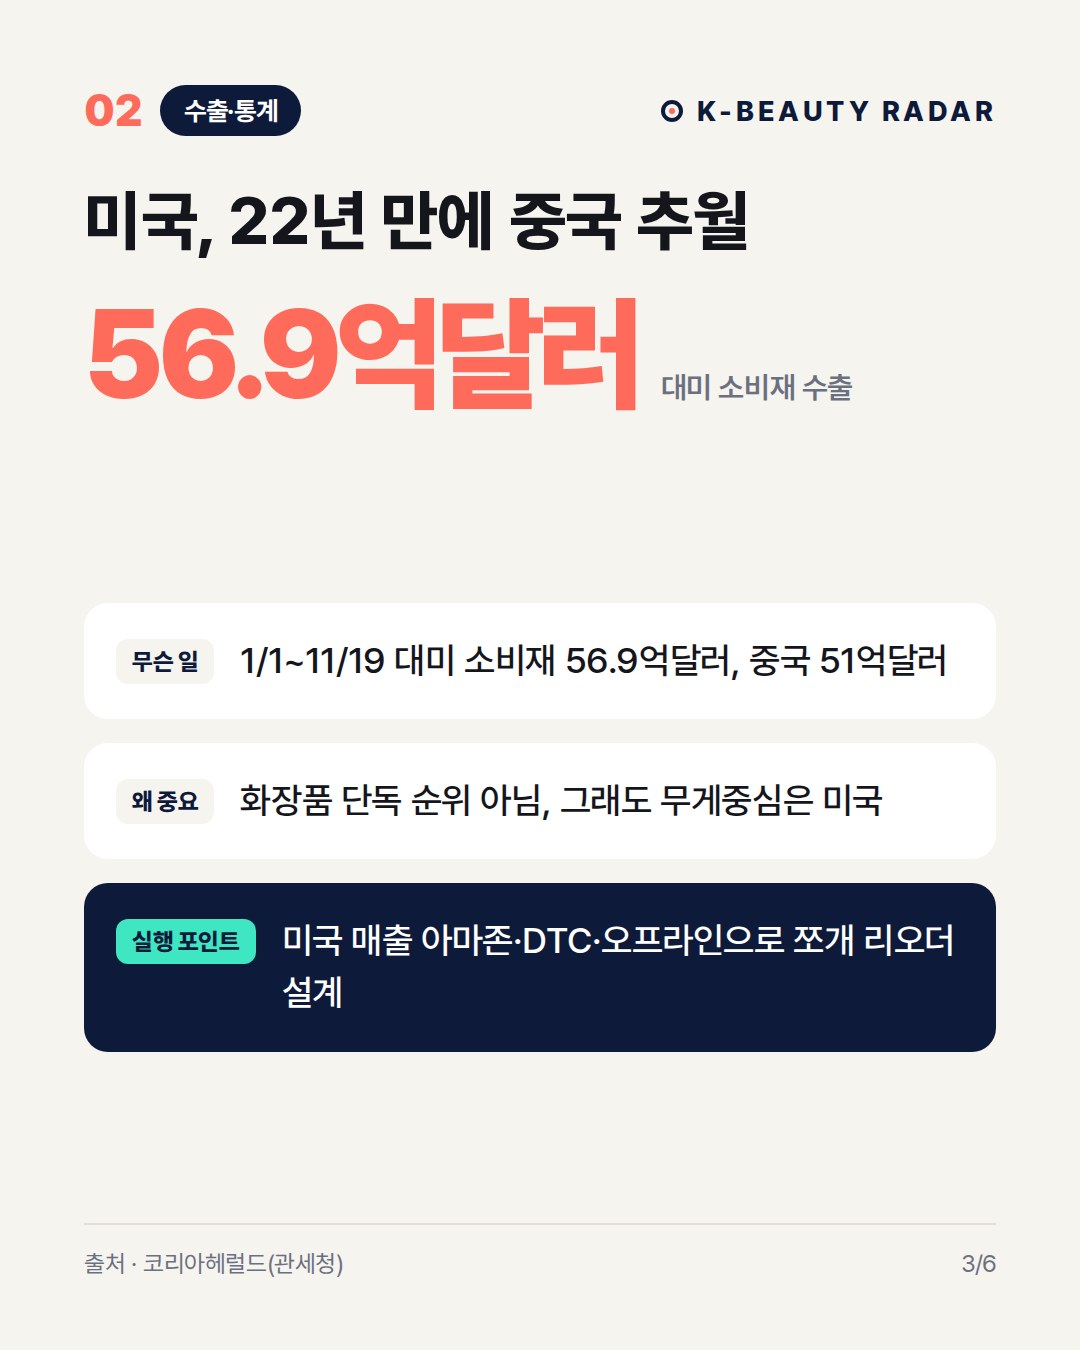 02 수출·통계
K-BEAUTY RADAR
미국, 22년 만에 중국 추월
56.9억달러 대미 소비재 수출
무슨 일 1/1~11/19 대미 소비재 56.9억달러, 중국 51억달러
왜 중요 화장품 단독 순위 아님, 그래도 무게중심은 미국
실행 포인트 미국 매출 아마존·DTC·오프라인으로 쪼개 리오더
설계
출처 · 코리아헤럴드(관세청)
3/6